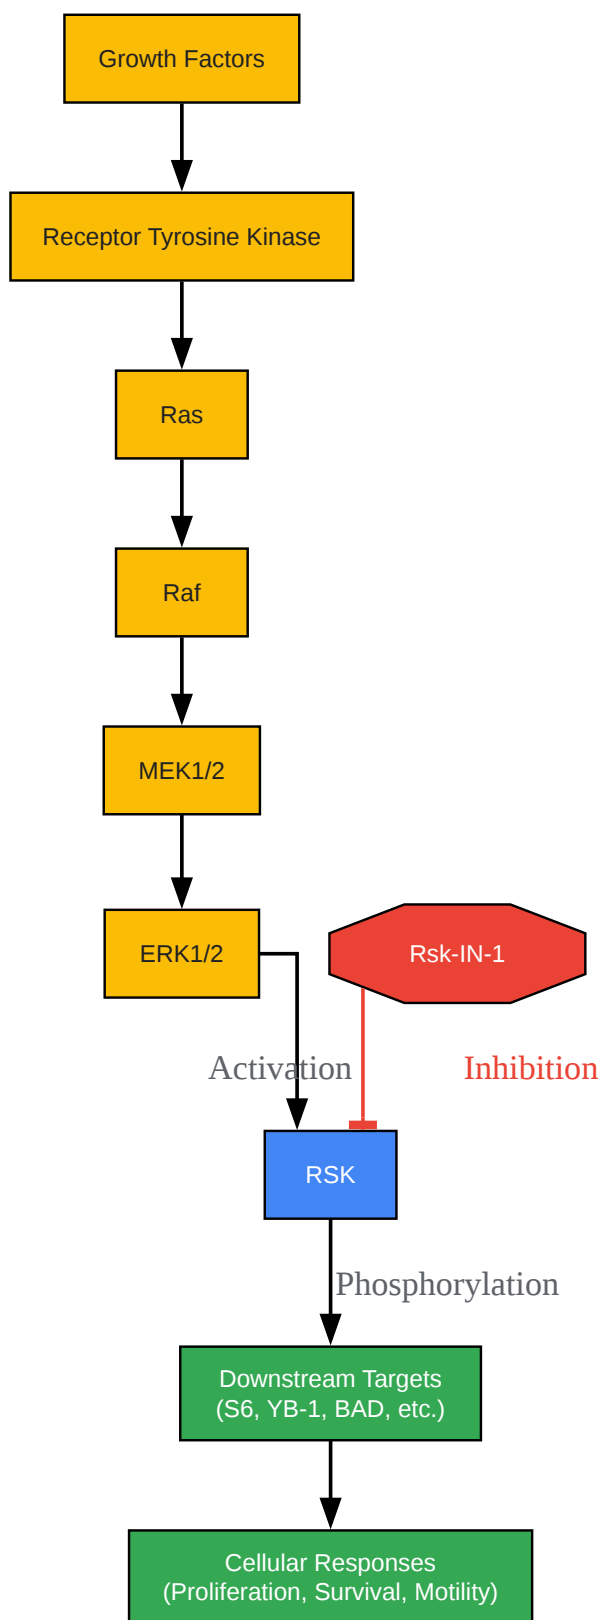 Growth Factors
Receptor Tyrosine Kinase
Ras
Raf
MEK1/2
ERK1/2
Rsk-IN-1
Activation
Inhibition
RSK
Phosphorylation
Downstream Targets
(S6, YB-1, BAD, etc.)
Cellular Responses
(Proliferation, Survival, Motility)